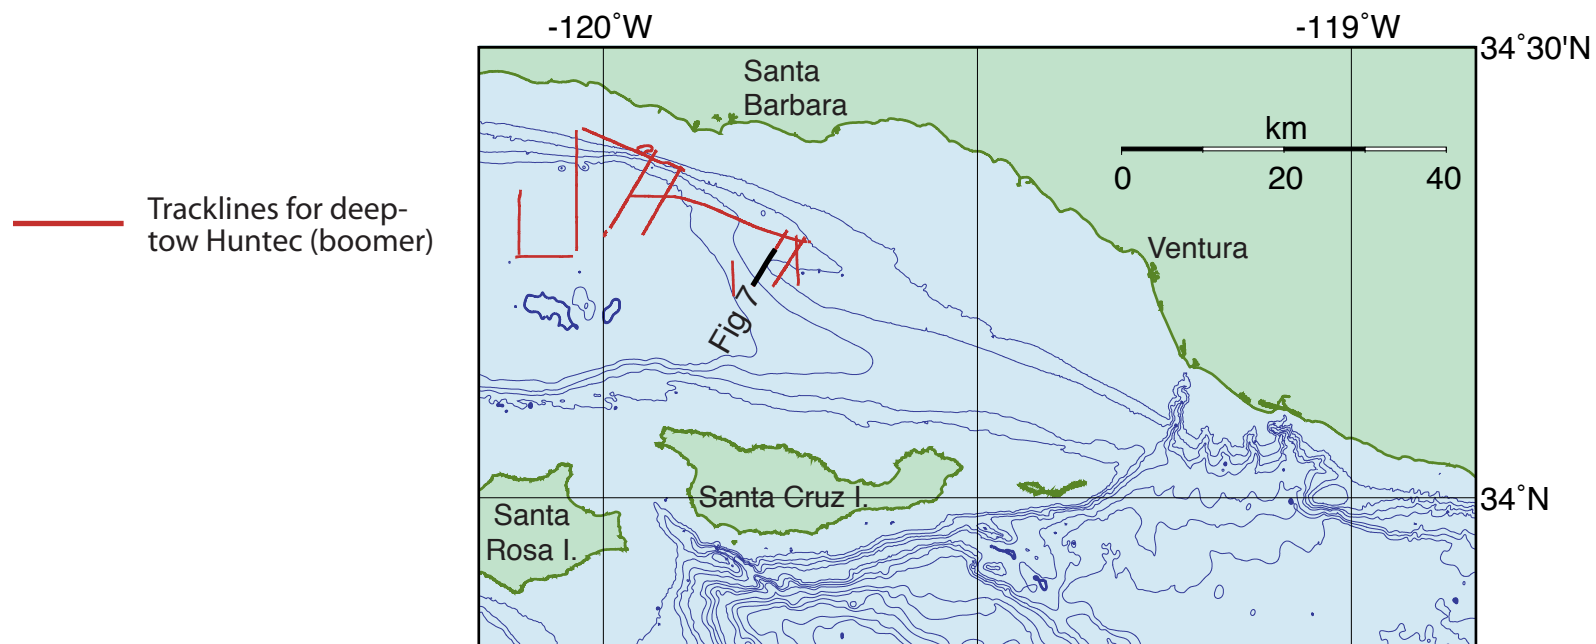 -120˚W
-119˚W
34˚30'N
Santa
Barbara
km
0
20
40
Tracklines for deep-
tow Huntec (boomer)
Ventura
Fig 7
Santa Cruz I.
34˚N
Santa
Rosa I.